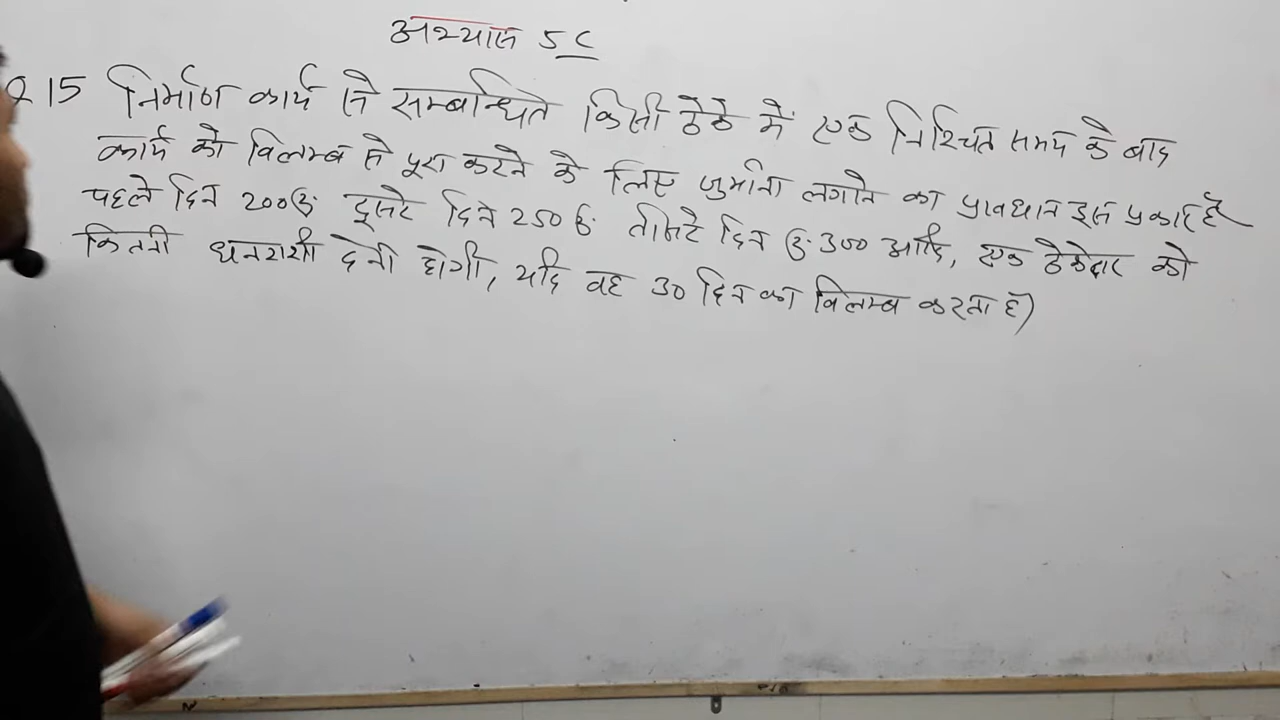 अभ्यास 5C
Q 15 निर्माण कार्य से सम्बन्धित किसी ठेके में एक निश्चित समय के बाद
कार्य को विलम्ब से पूरा करने के लिए जुर्माना लगाने का प्रावधान इस प्रकार है
पहले दिन 200रु. दूसरे दिन 250रु. तीसरे दिन रु.300 आदि, एक ठेकेदार को
कितनी धनराशी देनी होगी, यदि वह 30 दिन का विलम्ब करता है)